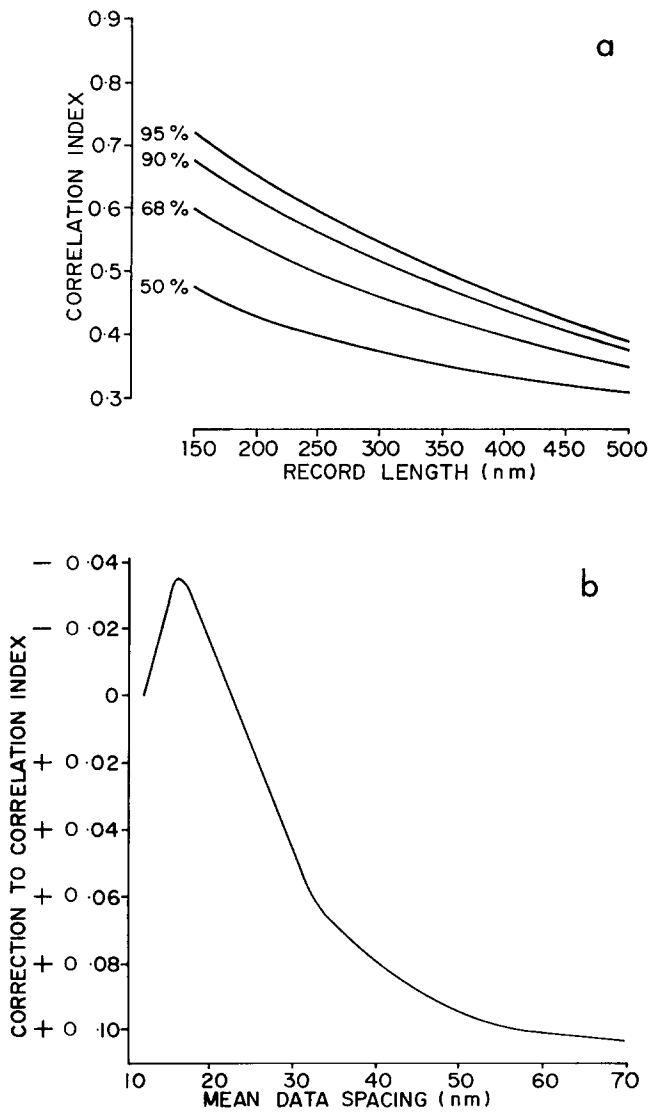 a
0·9
0·8
0·7
0·6
0·5
0·4
0·3
CORRELATION INDEX
95 %
90 %
68 %
50 %
150 200 250 300 350 400 450 500
RECORD LENGTH (nm)
b
− 0·04
− 0·02
0
+ 0·02
+ 0·04
+ 0·06
+ 0·08
+ 0·10
CORRECTION TO CORRELATION INDEX
10 20 30 40 50 60 70
MEAN DATA SPACING (nm)